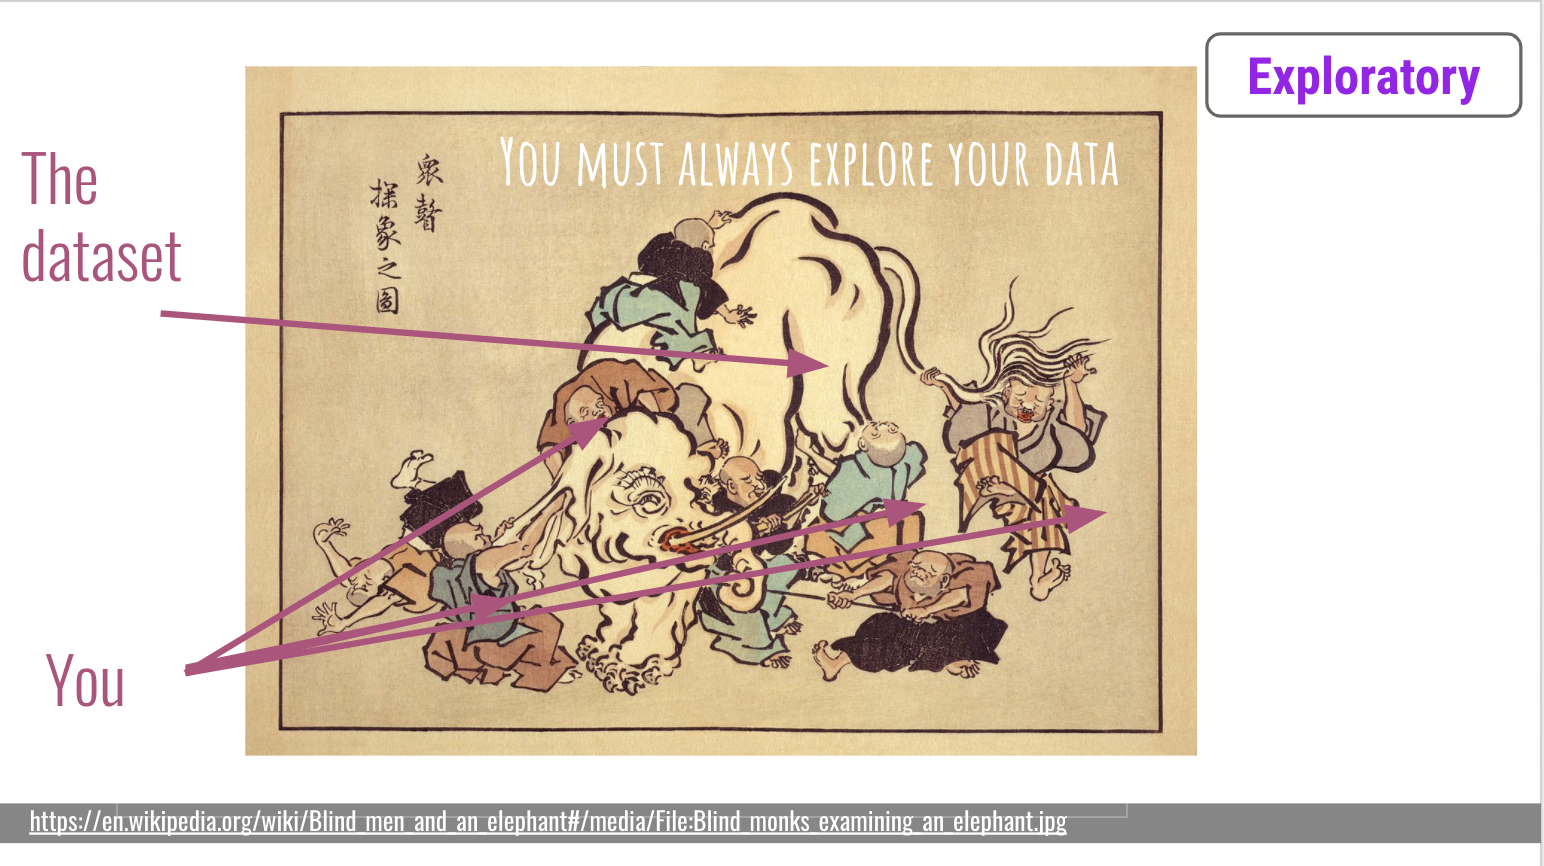 Exploratory
You must always explore your data
The
dataset
衆瞽
探象之圖
You
https://en.wikipedia.org/wiki/Blind_men_and_an_elephant#/media/File:Blind_monks_examining_an_elephant.jpg